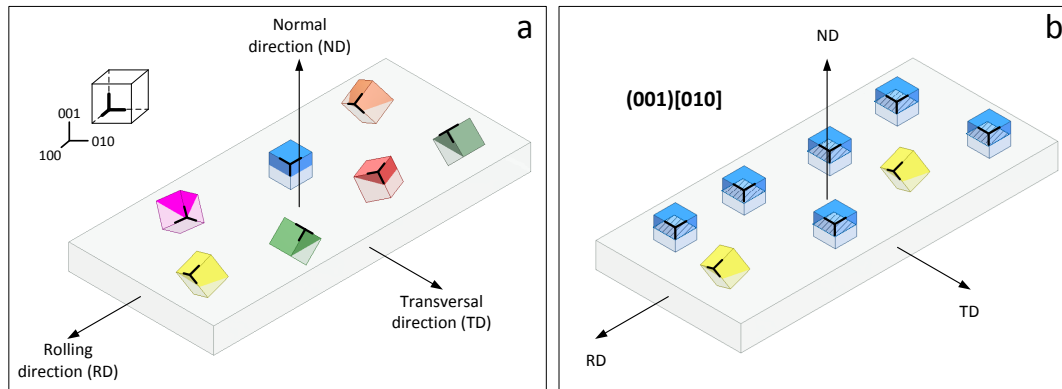 a
Normal
direction (ND)
001
010
100
Transversal
direction (TD)
Rolling
direction (RD)
b
ND
(001)[010]
TD
RD